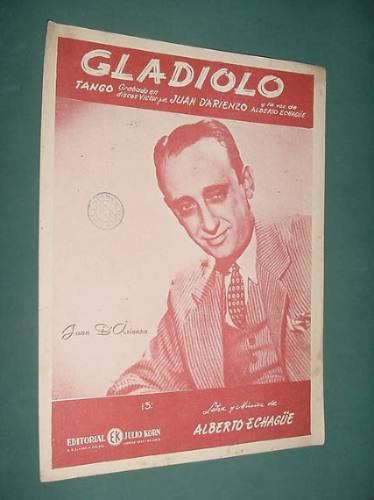 GLADIOLO
TANGO Grabado en discos Victor por JUAN D'ARIENZO y la voz de ALBERTO ECHAGÜE
Juan D'Arienzo
15¢
Letra y Música de
ALBERTO ECHAGÜE
EDITORIAL EK JULIO KORN